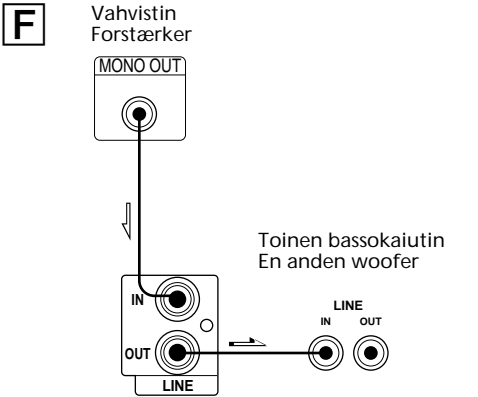 F
Vahvistin
Forstærker
MONO OUT
Toinen bassokaiutin
En anden woofer
LINE
IN OUT
IN
OUT
LINE